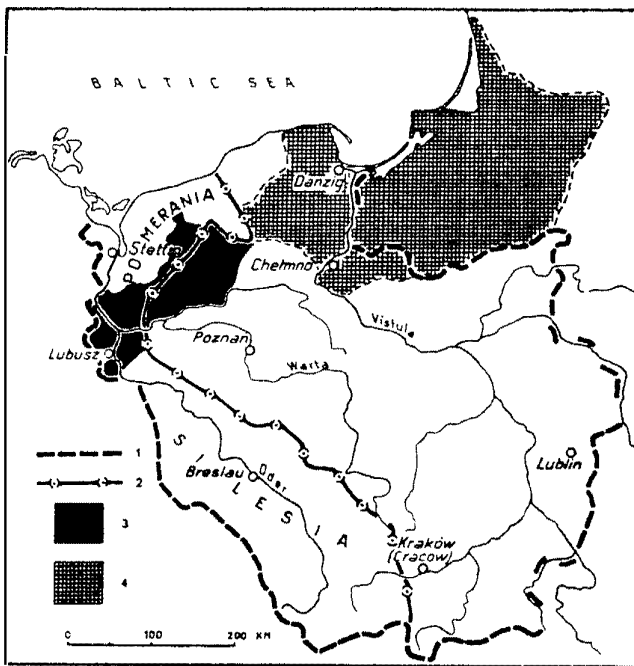 BALTIC SEA
POMERANIA
Danzig
Stettin
Chełmno
Vistula
Poznan
Lubusz
Warta
SILESIA
Breslau
Oder
Lublin
Kraków
(Cracow)
1
2
3
4
0 100 200 KM